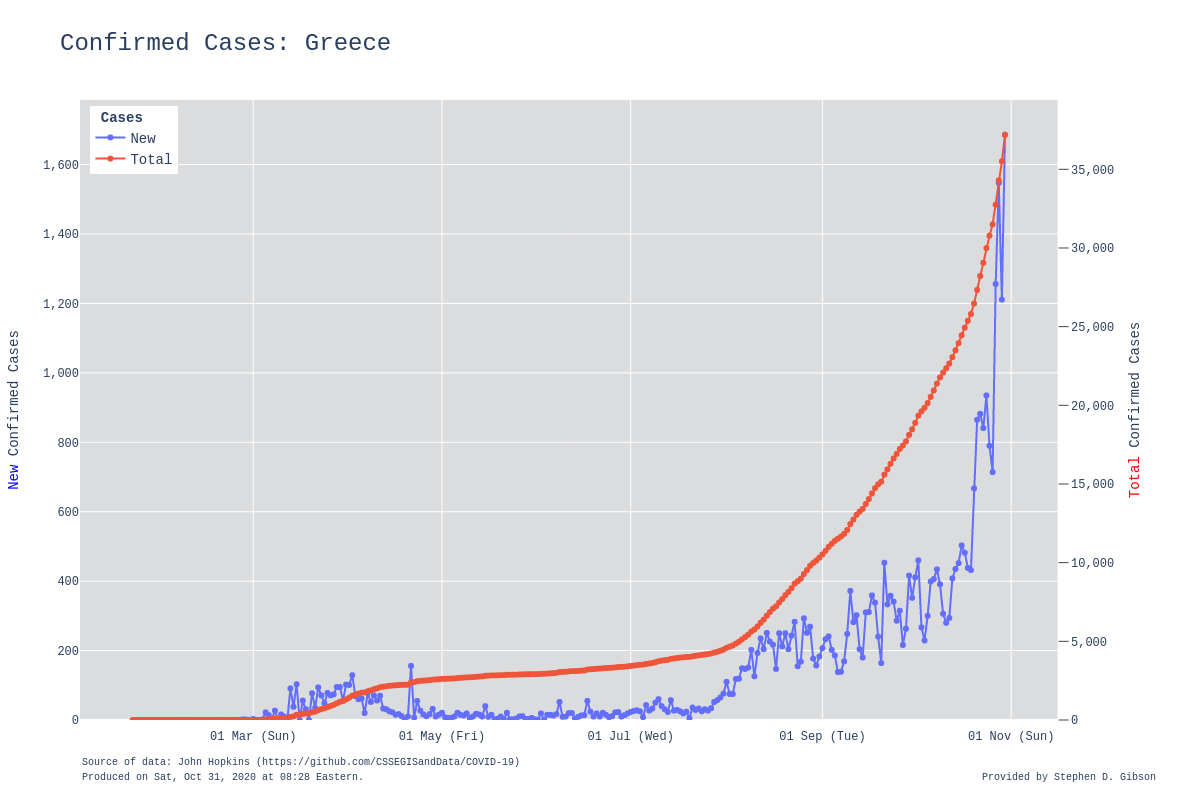 Confirmed Cases: Greece
Cases
New
Total
1,600
1,400
1,200
1,000
800
600
400
200
0
35,000
30,000
25,000
20,000
15,000
10,000
5,000
0
New Confirmed Cases
Total Confirmed Cases
01 Mar (Sun)
01 May (Fri)
01 Jul (Wed)
01 Sep (Tue)
01 Nov (Sun)
Source of data: John Hopkins (https://github.com/CSSEGISandData/COVID-19)
Produced on Sat, Oct 31, 2020 at 08:28 Eastern.
Provided by Stephen D. Gibson